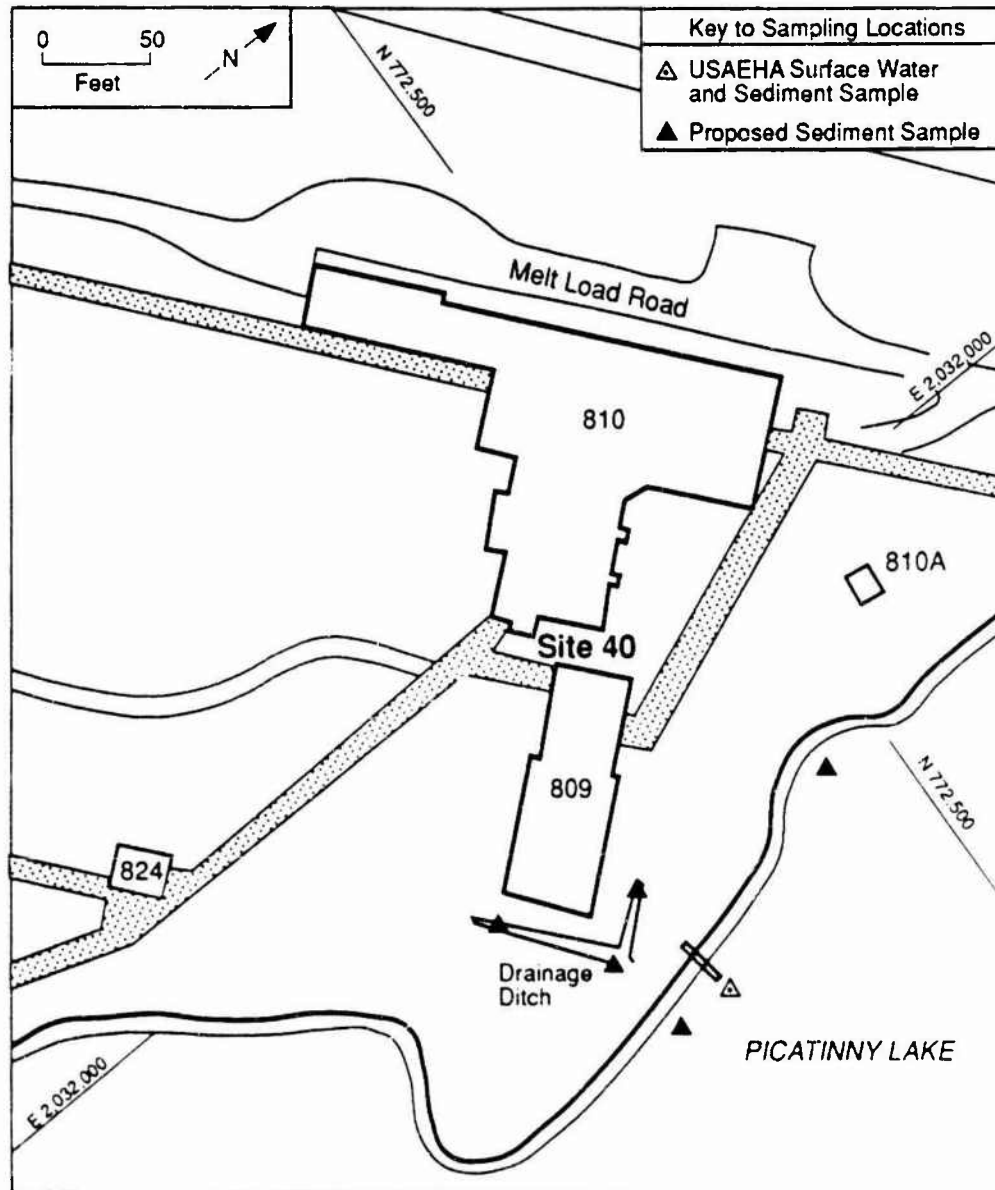 0 50
Feet
N
Key to Sampling Locations
USAEHA Surface Water
and Sediment Sample
Proposed Sediment Sample
N 772.500
Melt Load Road
E 2,032,000
810
810A
Site 40
809
N 772.500
824
Drainage
Ditch
PICATINNY LAKE
E 2,032,000